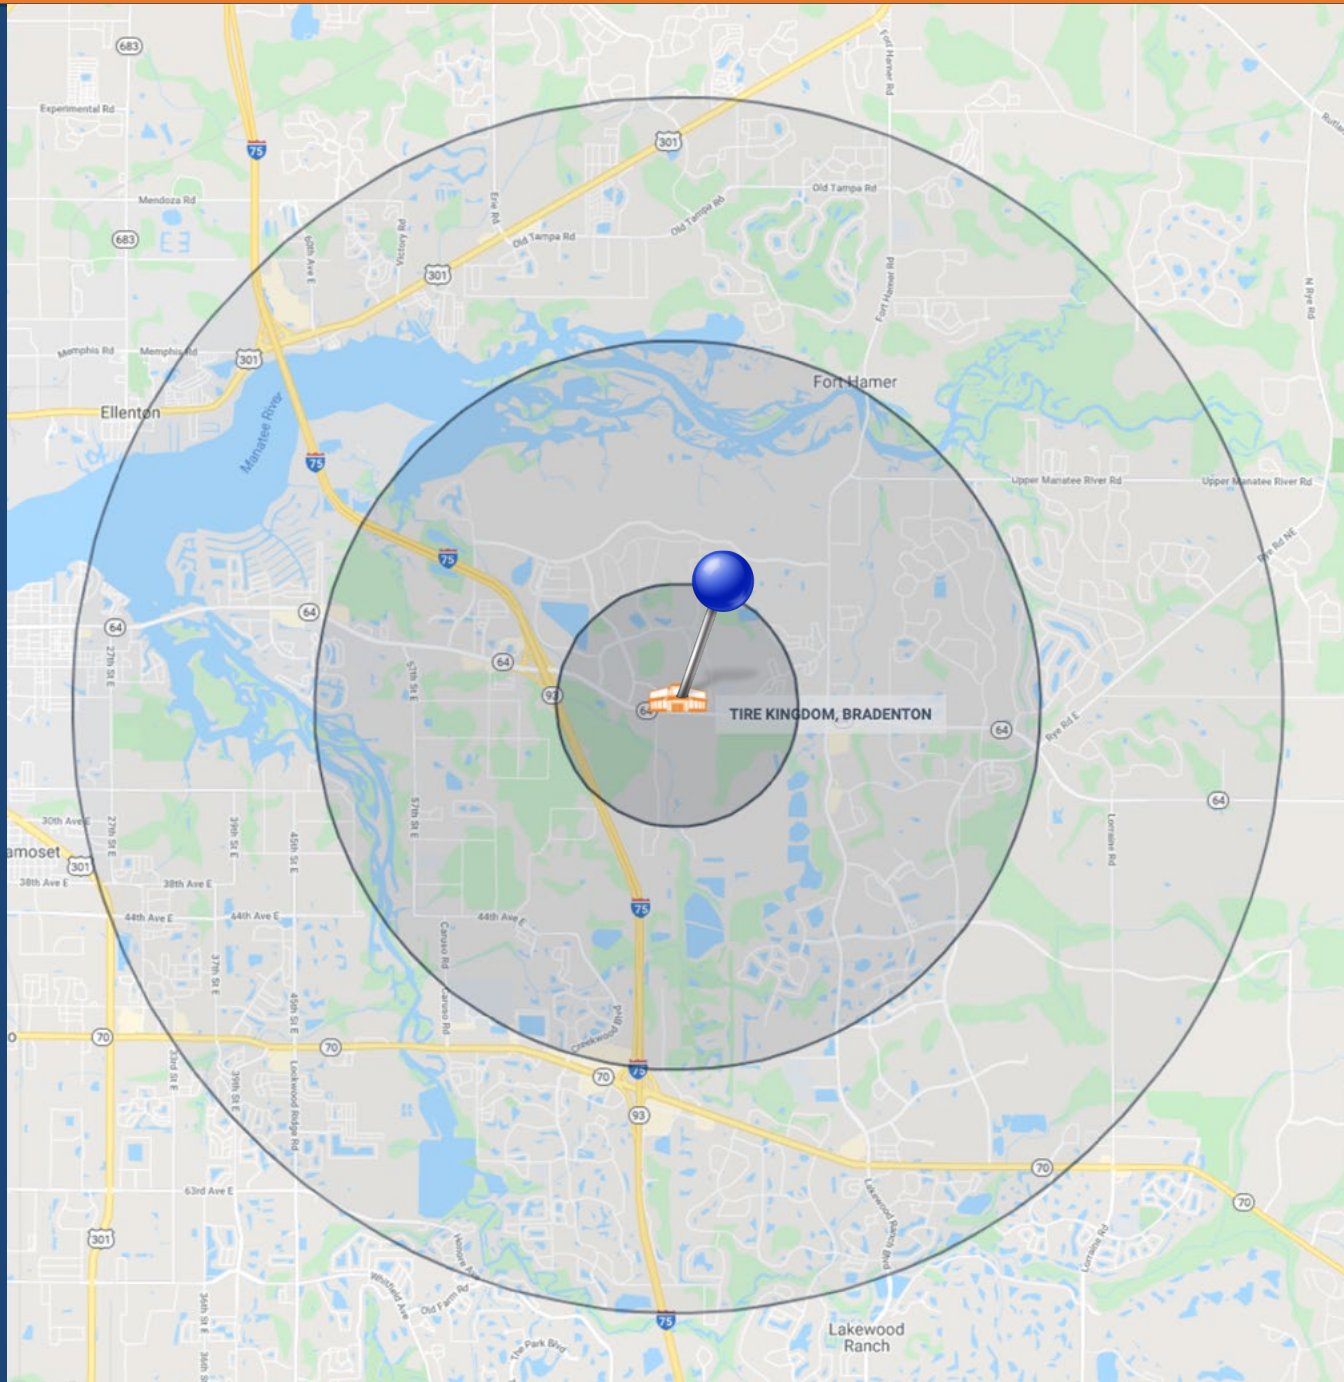 683
Fort Hamer Rd
Experimental Rd
75
301
Mendoza Rd
Erie Rd
Old Tampa Rd
683
60th Ave E
Victory Rd
Old Tampa Rd
Old Tampa Rd
301
Fort Hamer Rd
N Rye Rd
Memphis Rd
Memphis Rd
301
Fort Hamer
Ellenton
Manatee River
75
Upper Manatee River Rd
Upper Manatee River Rd
Rye Rd NE
75
64
64
27th St E
57th St E
64
93
64
TIRE KINGDOM, BRADENTON
64
Rye Rd E
64
30th Ave E
27th St E
39th St E
45th St E
57th St E
Lorraine Rd
amoset
301
38th Ave E
38th Ave E
44th Ave E
44th Ave E
44th Ave E
75
37th St E
Caruso Rd
45th St E
Caruso Rd
Creekwood Blvd
o
70
70
70
75
33rd St E
39th St E
Lockwood Ridge Rd
93
70
63rd Ave E
70
Lakewood Ranch Blvd
301
Honore Ave
Lorraine Rd
Whitfield Ave
Old Farm Rd
36th St E
75
The Park Blvd
Lakewood
Ranch
36th S